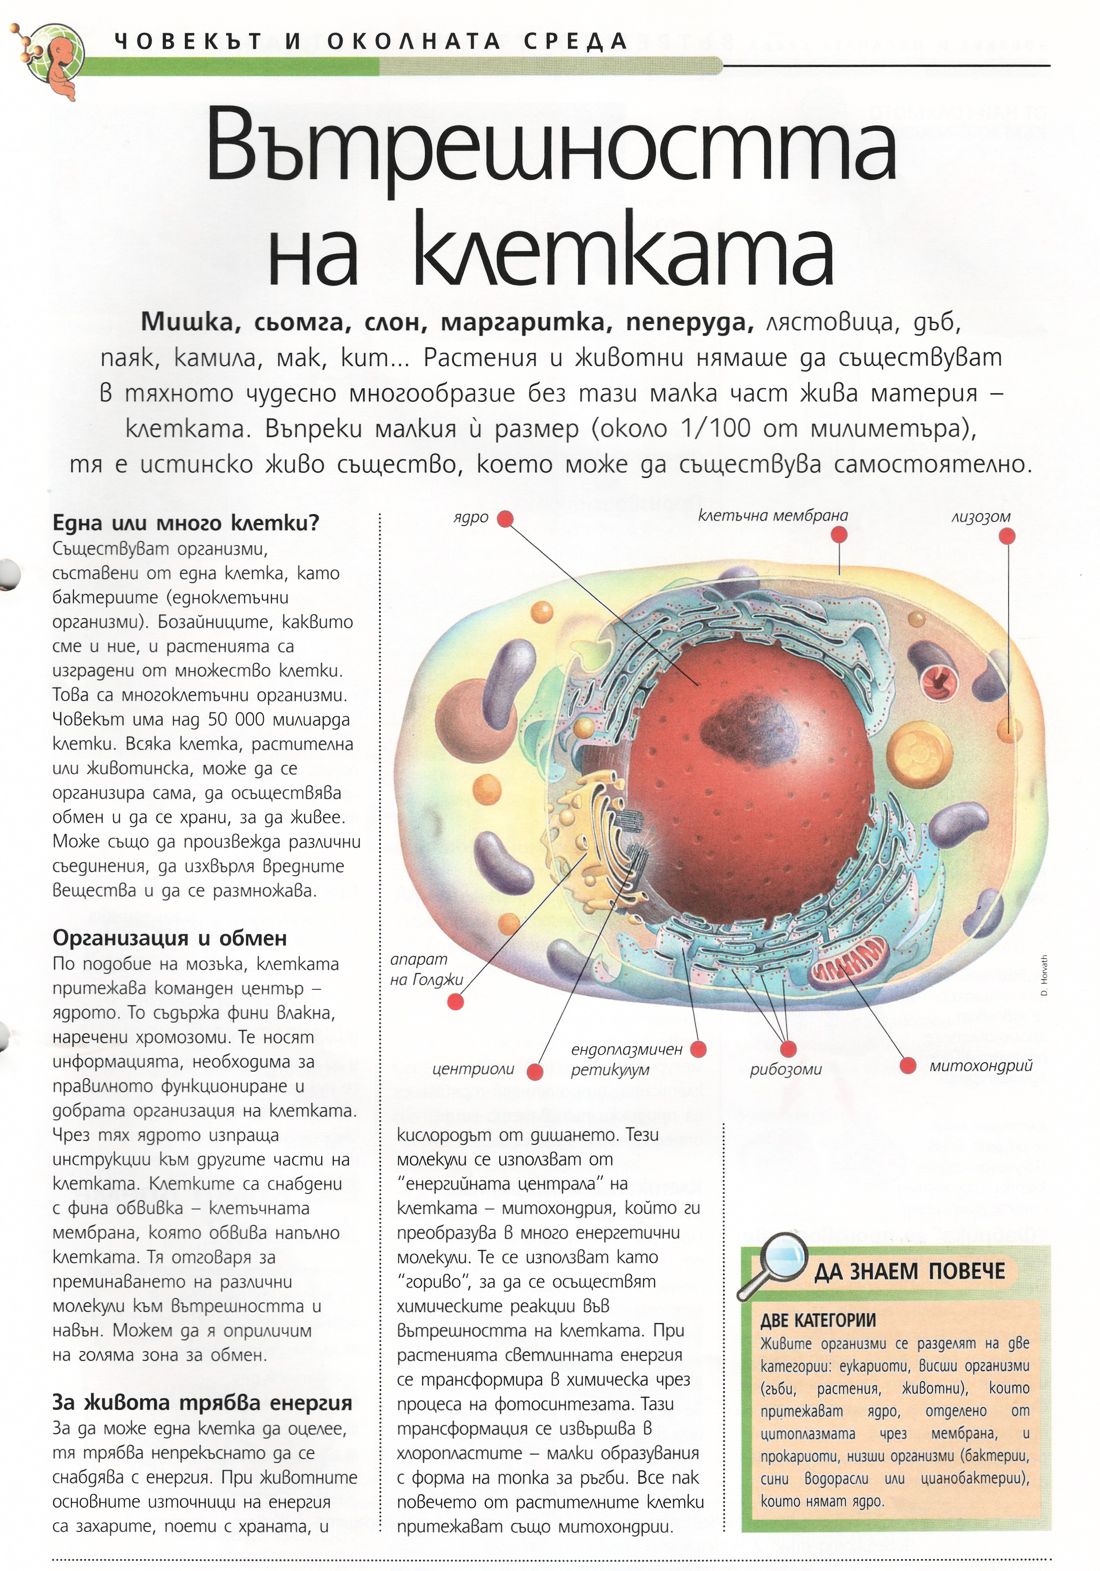 ЧОВЕКЪТ И ОКОЛНАТА СРЕДА
Вътрешността
на клетката
Мишка, сьомга, слон, маргаритка, пеперуда, лястовица, дъб,
паяк, камила, мак, кит... Растения и животни нямаше да съществуват
в тяхното чудесно многообразие без тази малка част жива материя –
клетката. Въпреки малкия ѝ размер (около 1/100 от милиметъра),
тя е истинско живо същество, което може да съществува самостоятелно.
Една или много клетки?
Съществуват организми,
съставени от една клетка, като
бактериите (едноклетъчни
организми). Бозайниците, каквито
сме и ние, и растенията са
изградени от множество клетки.
Това са многоклетъчни организми.
Човекът има над 50 000 милиарда
клетки. Всяка клетка, растителна
или животинска, може да се
организира сама, да осъществява
обмен и да се храни, за да живее.
Може също да произвежда различни
съединения, да изхвърля вредните
вещества и да се размножава.
Организация и обмен
По подобие на мозъка, клетката
притежава команден център –
ядрото. То съдържа фини влакна,
наречени хромозоми. Те носят
информацията, необходима за
правилното функциониране и
добрата организация на клетката.
Чрез тях ядрото изпраща
инструкции към другите части на
клетката. Клетките са снабдени
с фина обвивка – клетъчната
мембрана, която обвива напълно
клетката. Тя отговаря за
преминаването на различни
молекули към вътрешността и
навън. Можем да я оприличим
на голяма зона за обмен.
За живота трябва енергия
За да може една клетка да оцелее,
тя трябва непрекъснато да се
снабдява с енергия. При животните
основните източници на енергия
са захарите, поети с храната, и
ядро
клетъчна мембрана
лизозом
апарат
на Голджи
центриоли
ендоплазмичен
ретикулум
рибозоми
митохондрий
D. Horvath
кислородът от дишането. Тези
молекули се използват от
“енергийната централа” на
клетката – митохондрия, който ги
преобразува в много енергетични
молекули. Те се използват като
“гориво”, за да се осъществят
химическите реакции във
вътрешността на клетката. При
растенията светлинната енергия
се трансформира в химическа чрез
процеса на фотосинтезата. Тази
трансформация се извършва в
хлоропластите – малки образувания
с форма на топка за ръгби. Все пак
повечето от растителните клетки
притежават също митохондрии.
ДА ЗНАЕМ ПОВЕЧЕ
ДВЕ КАТЕГОРИИ
Живите организми се разделят на две
категории: еукариоти, висши организми
(гъби, растения, животни), които
притежават ядро, отделено от
цитоплазмата чрез мембрана, и
прокариоти, низши организми (бактерии,
сини водорасли или цианобактерии),
които нямат ядро.